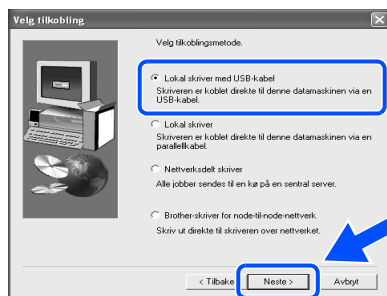 Velg tilkobling
Velg tilkoblingsmetode.
Lokal skriver med USB-kabel
Skriveren er koblet direkte til denne datamaskinen via en
USB-kabel.
Lokal skriver
Skriveren er koblet direkte til denne datamaskinen via en
parallellkabel.
Nettverksdelt skriver
Alle jobber sendes til en kø på en sentral server.
Brother-skriver for node-til-node-nettverk
Skriv ut direkte til skriveren over nettverket.
< Tilbake
Neste >
Avbryt